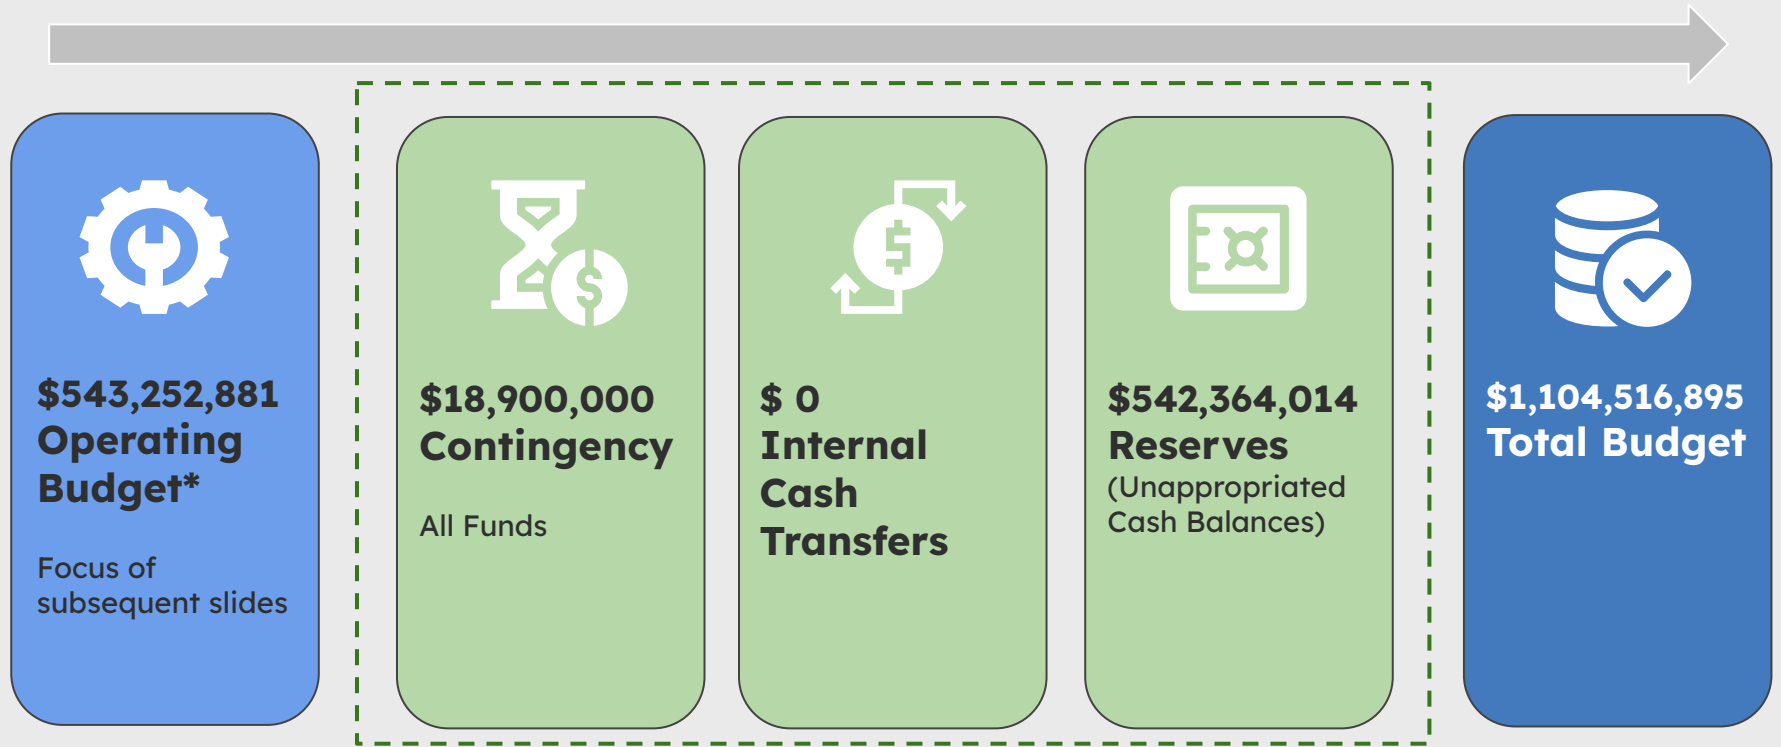 $543,252,881
Operating
Budget*
Focus of
subsequent slides
$18,900,000
Contingency
All Funds
$ 0
Internal
Cash
Transfers
$542,364,014
Reserves
(Unappropriated
Cash Balances)
$1,104,516,895
Total Budget